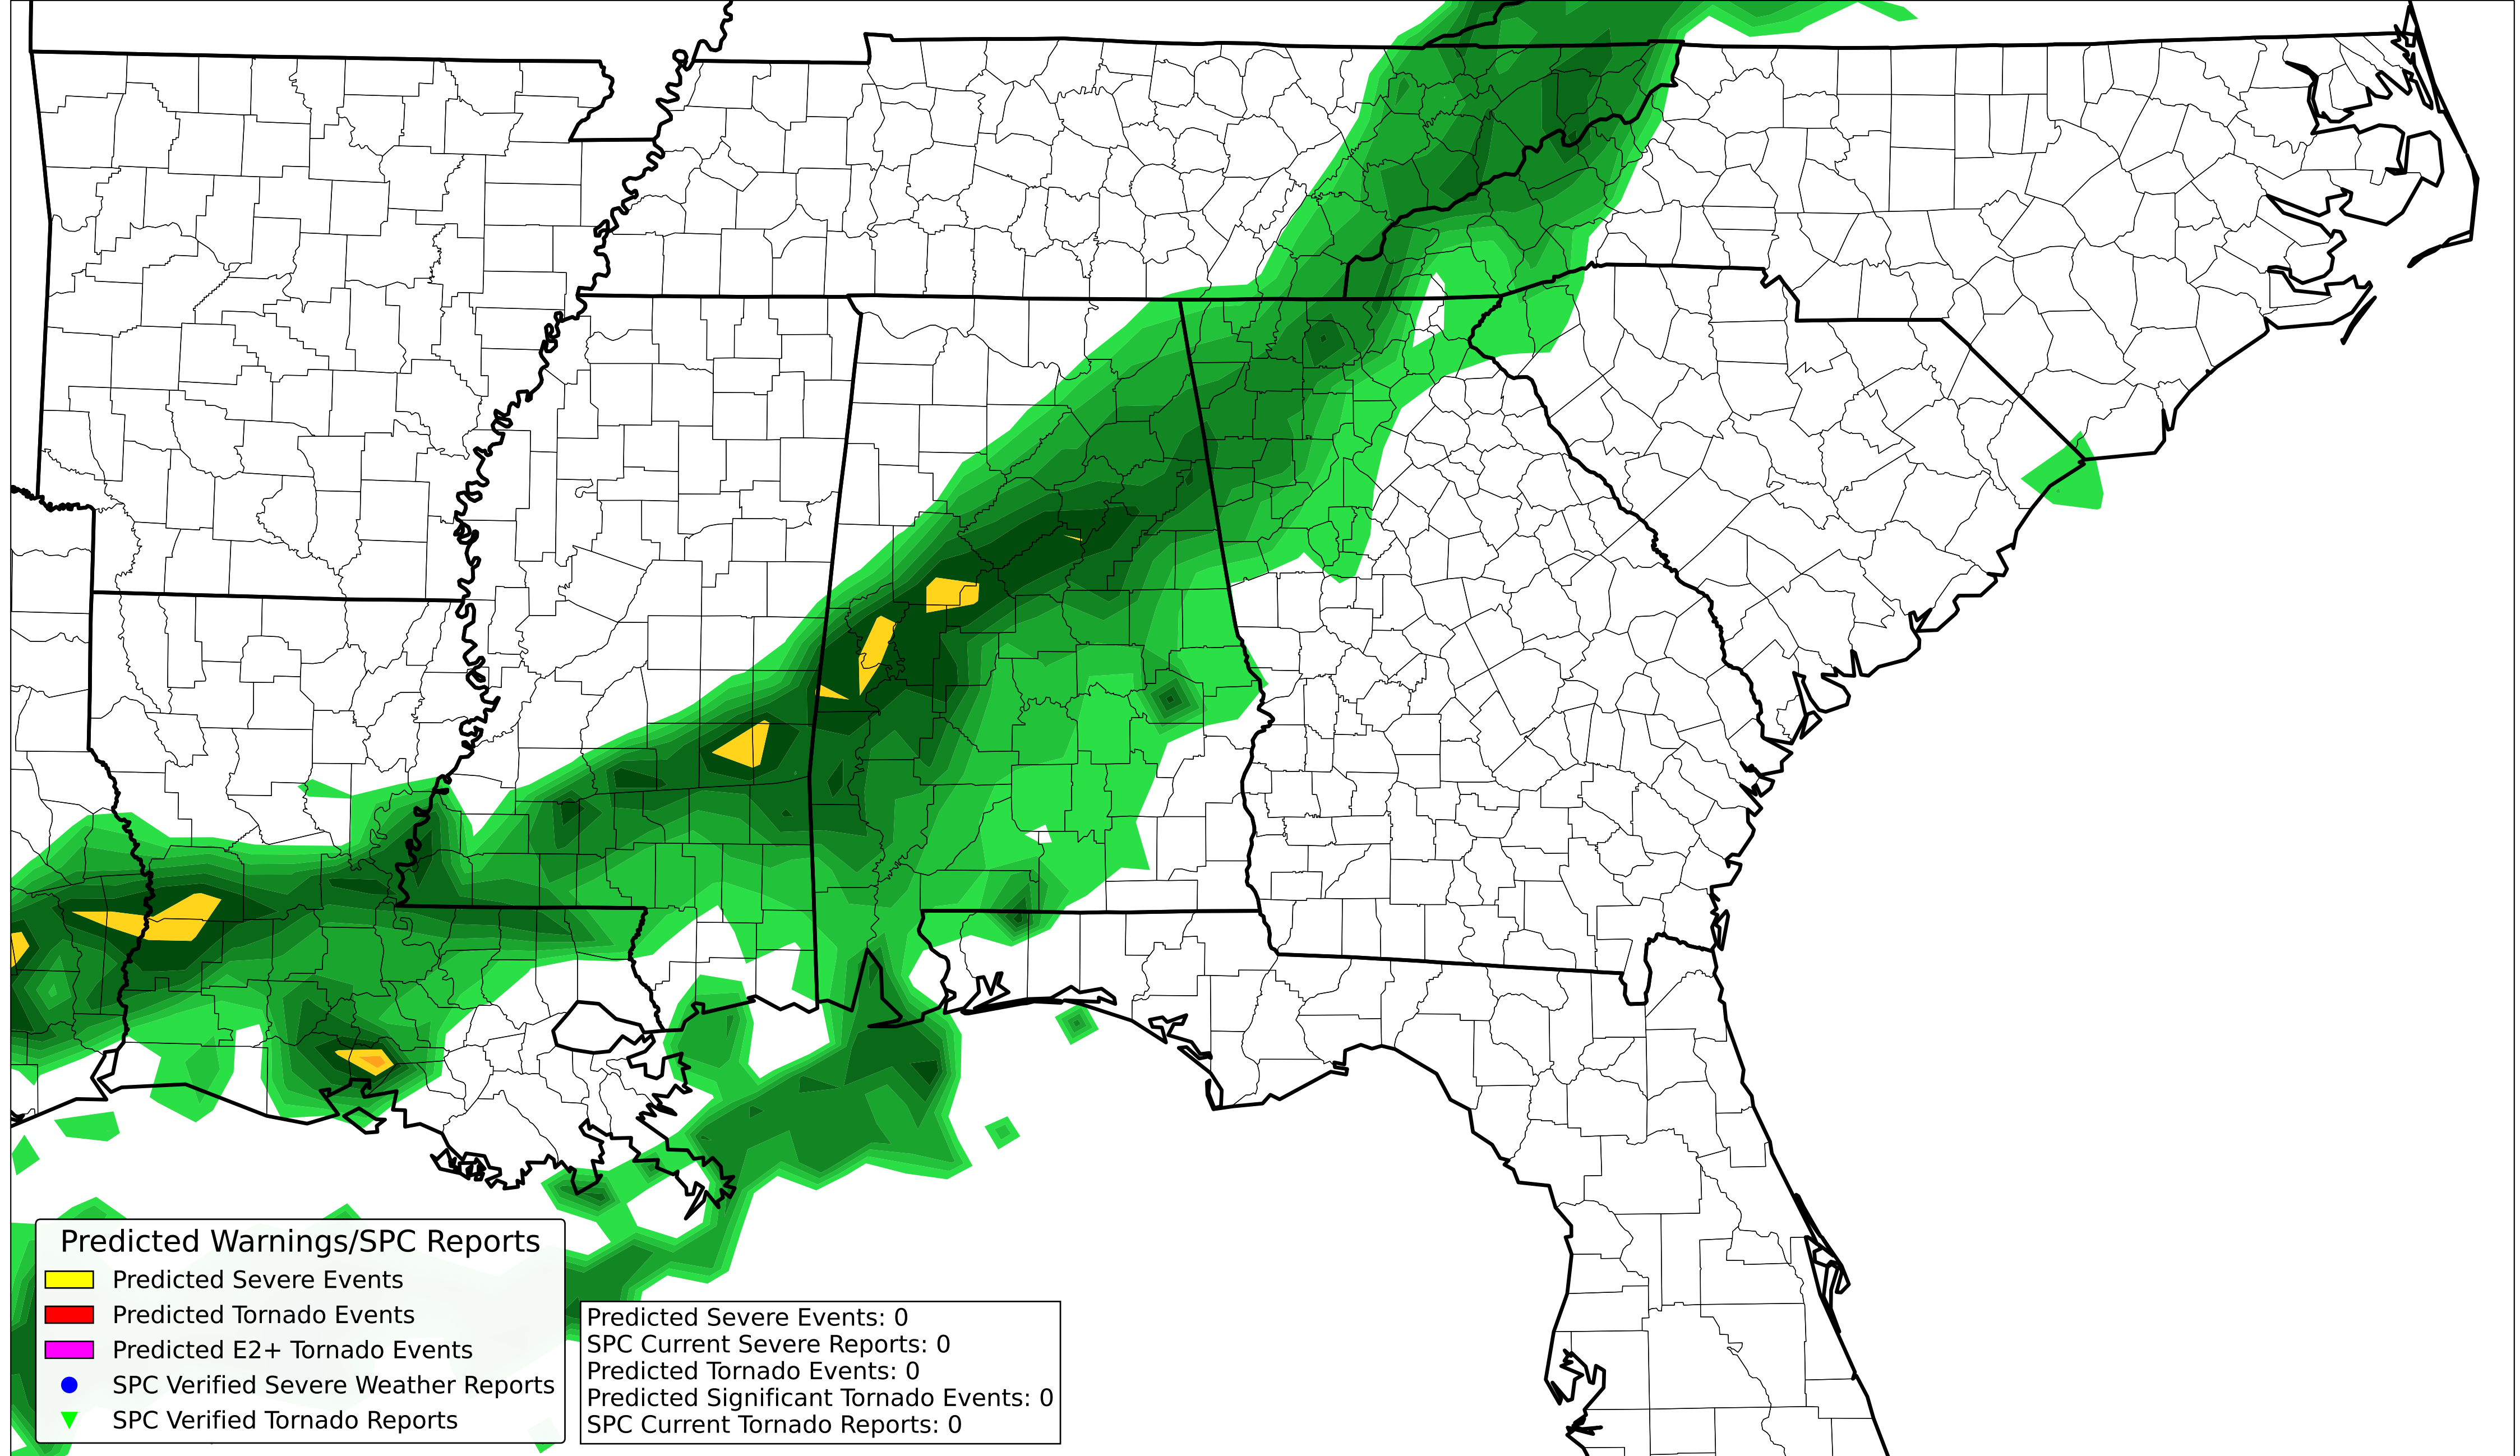 Predicted Warnings/SPC Reports
Predicted Severe Events
Predicted Tornado Events
Predicted E2+ Tornado Events
SPC Verified Severe Weather Reports
SPC Verified Tornado Reports
Predicted Severe Events: 0
SPC Current Severe Reports: 0
Predicted Tornado Events: 0
Predicted Significant Tornado Events: 0
SPC Current Tornado Reports: 0